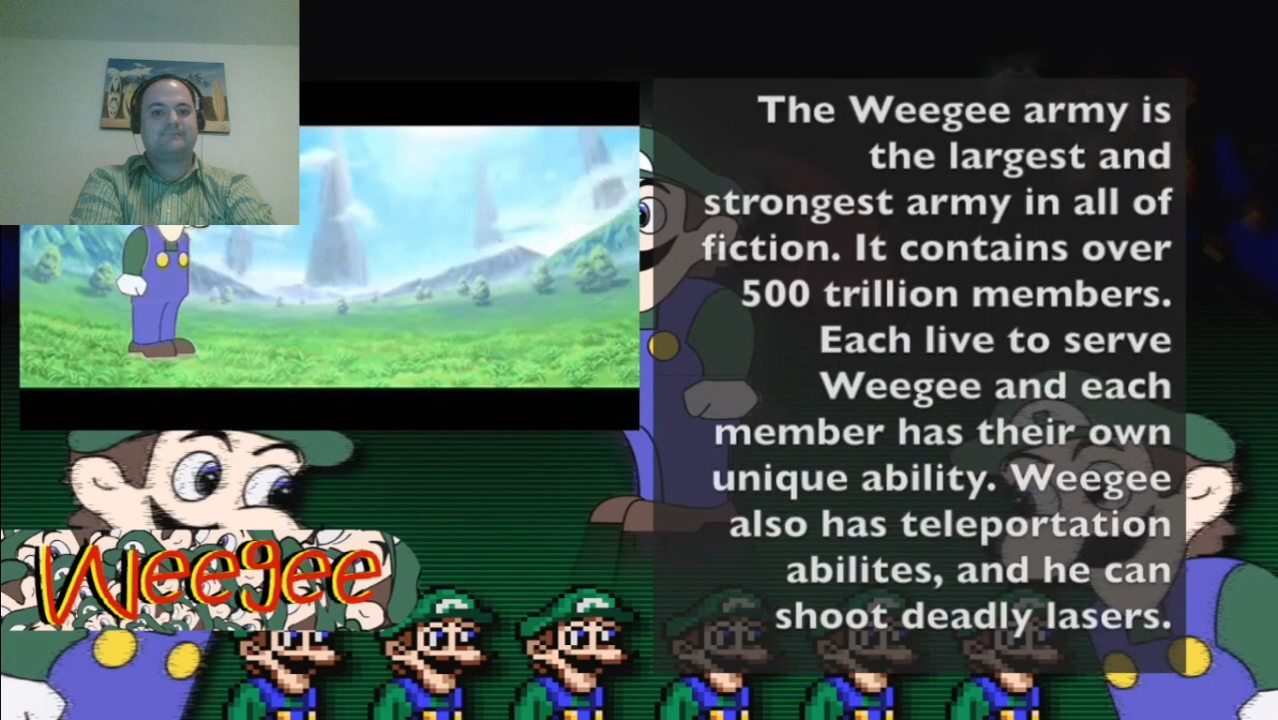 The Weegee army is
the largest and
strongest army in all of
fiction. It contains over
500 trillion members.
Each live to serve
Weegee and each
member has their own
unique ability. Weegee
also has teleportation
abilites, and he can
shoot deadly lasers.
Weegee